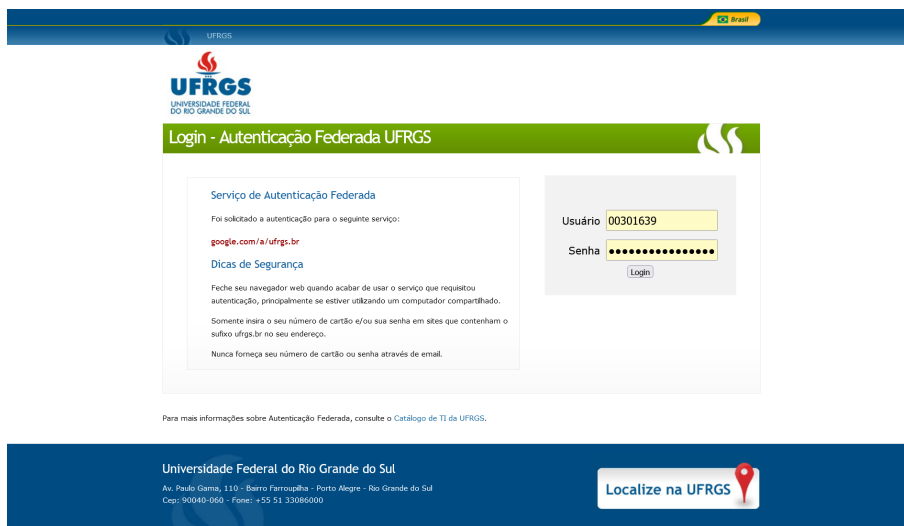 Brasil
UFRGS
UFRGS
UNIVERSIDADE FEDERAL
DO RIO GRANDE DO SUL
Login - Autenticação Federada UFRGS
Serviço de Autenticação Federada
Foi solicitado a autenticação para o seguinte serviço:
google.com/a/ufrgs.br
Dicas de Segurança
Feche seu navegador web quando acabar de usar o serviço que requisitou
autenticação, principalmente se estiver utilizando um computador compartilhado.
Somente insira o seu número de cartão e/ou sua senha em sites que contenham o
sufixo ufrgs.br no seu endereço.
Nunca forneça seu número de cartão ou senha através de email.
Usuário 00301639
Senha ●●●●●●●●●●●●●●●●
Login
Para mais informações sobre Autenticação Federada, consulte o Catálogo de TI da UFRGS.
Universidade Federal do Rio Grande do Sul
Av. Paulo Gama, 110 - Bairro Farroupilha - Porto Alegre - Rio Grande do Sul
Cep: 90040-060 - Fone: +55 51 33086000
Localize na UFRGS